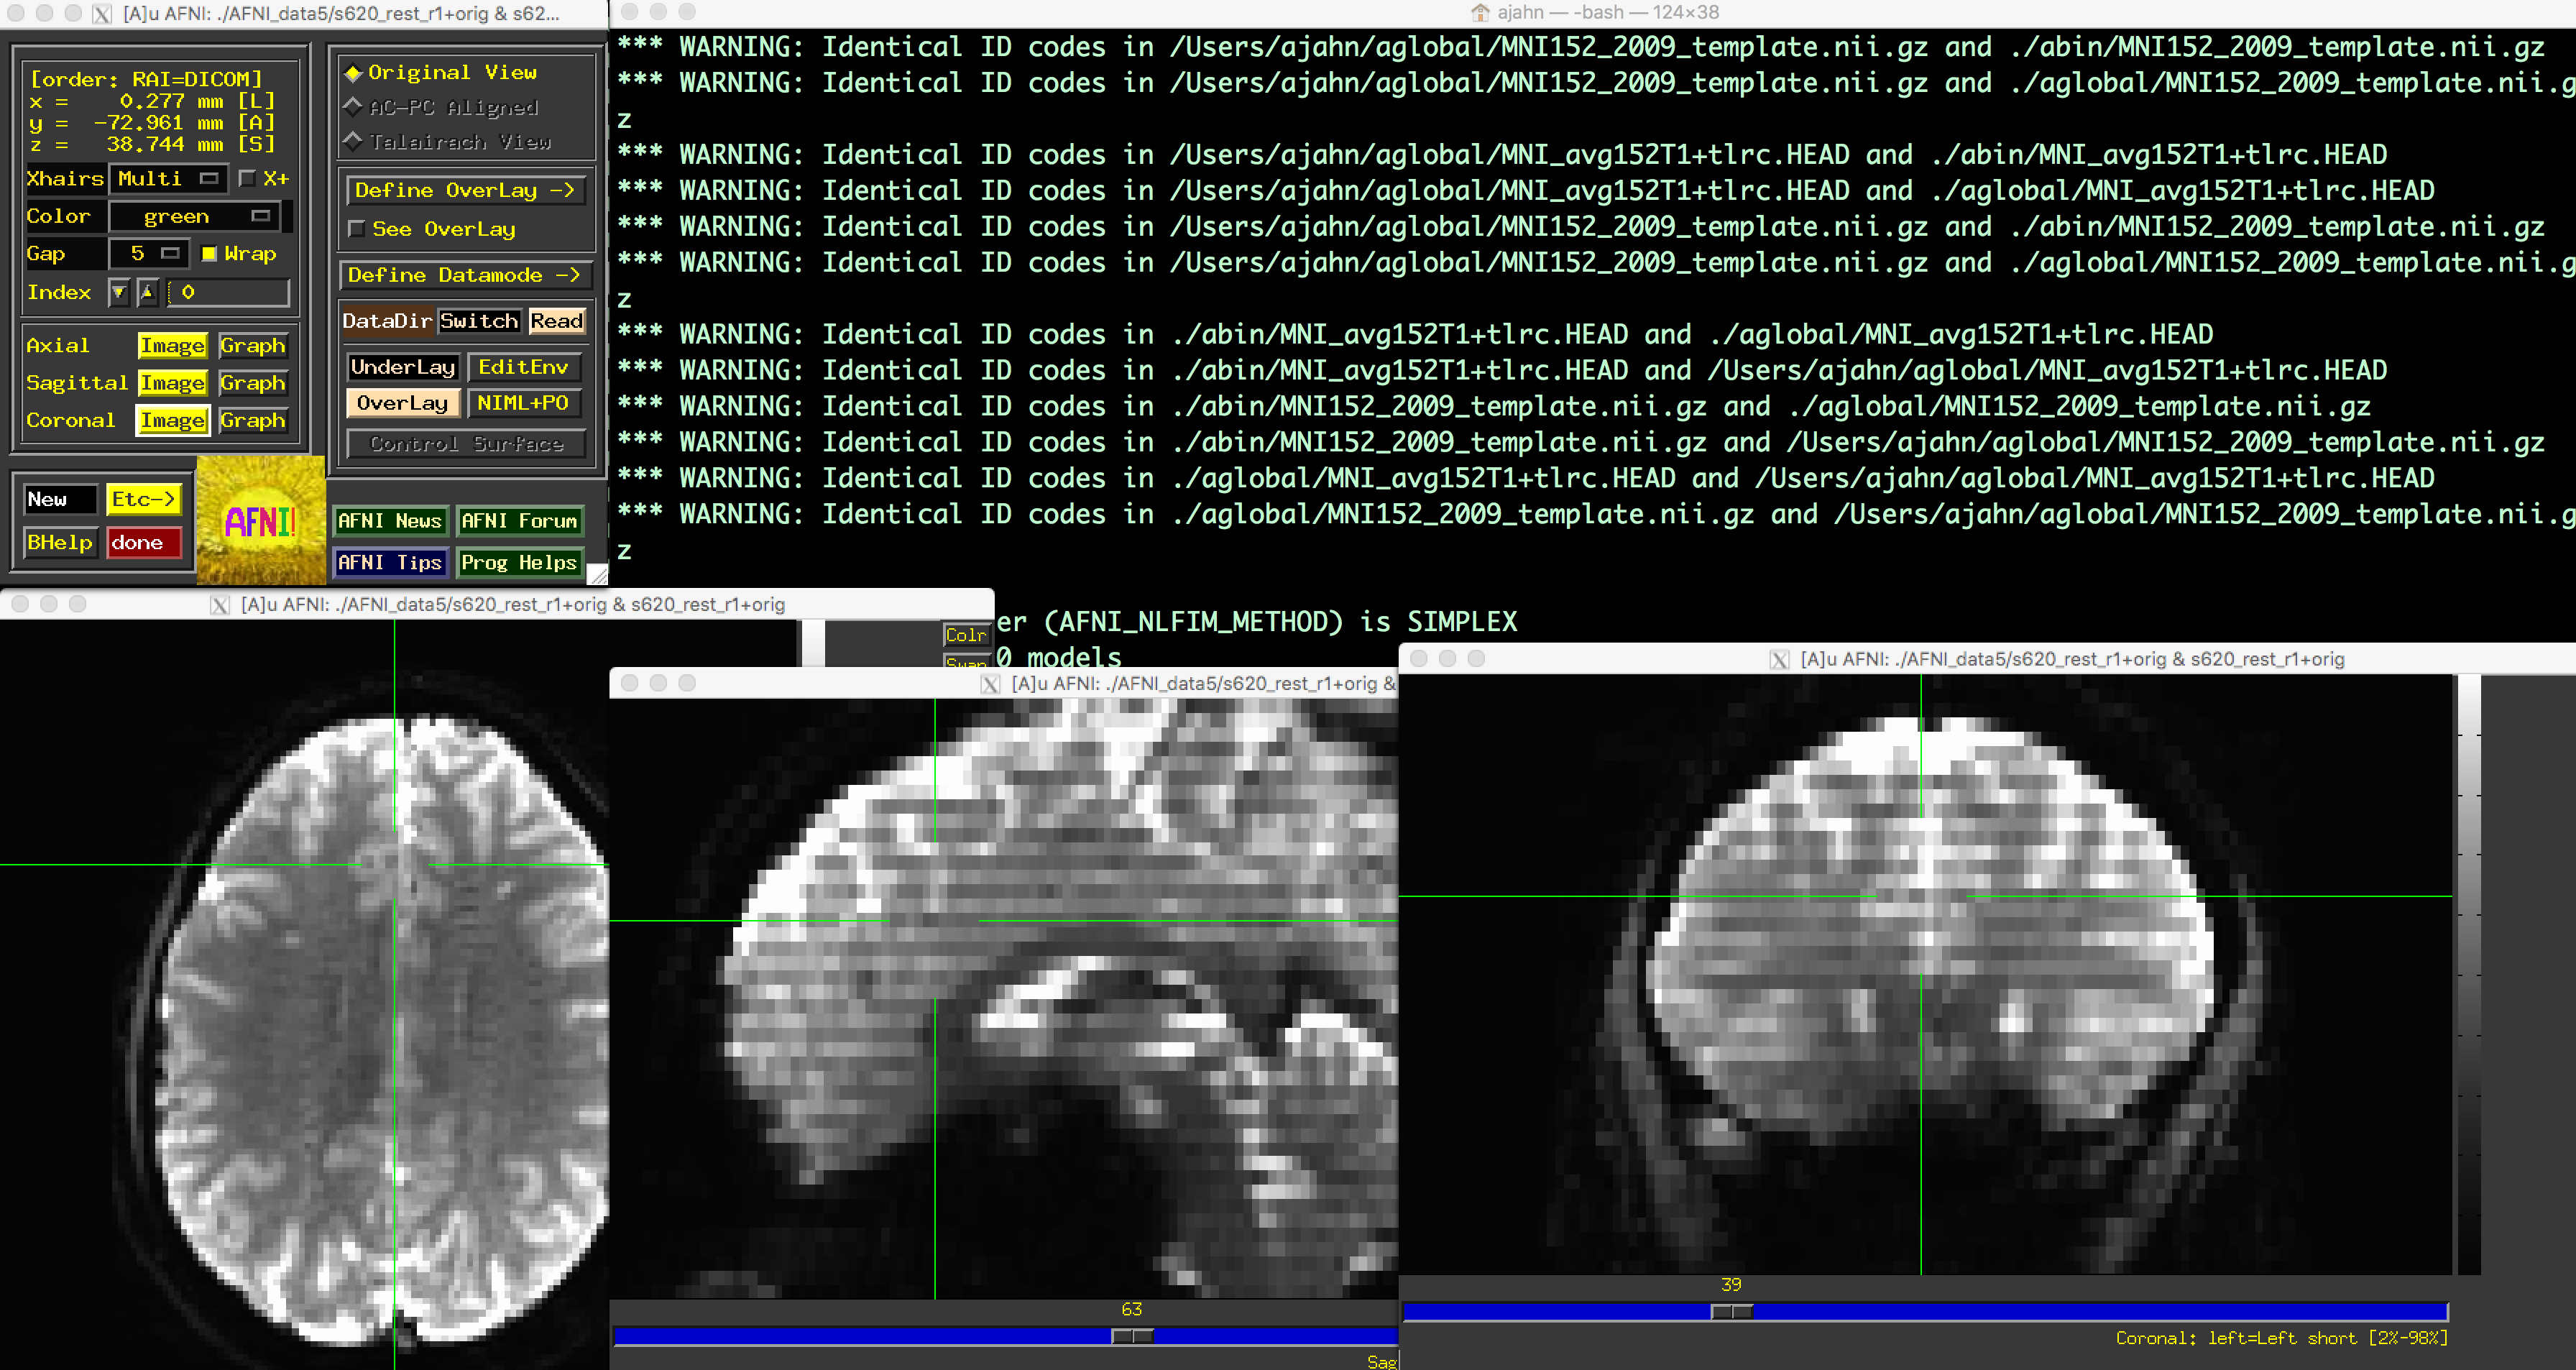 [A]u AFNI: ./AFNI_data5/s620_rest_r1+orig & s62...
[order: RAI=DICOM]
x = 0.277 mm [L]
y = -72.961 mm [A]
z = 38.744 mm [S]
Xhairs Multi X+
Color green
Gap 5 Wrap
Index 0
Axial Image Graph
Sagittal Image Graph
Coronal Image Graph
New Etc->
BHelp done
AFNI!
Original View
AC-PC Aligned
Talairach View
Define OverLay ->
See OverLay
Define Datamode ->
DataDir Switch Read
UnderLay EditEnv
OverLay NIML+PO
Control Surface
AFNI News AFNI Forum
AFNI Tips Prog Helps
ajahn — -bash — 124×38
*** WARNING: Identical ID codes in /Users/ajahn/aglobal/MNI152_2009_template.nii.gz and ./abin/MNI152_2009_template.nii.gz
*** WARNING: Identical ID codes in /Users/ajahn/aglobal/MNI152_2009_template.nii.gz and ./aglobal/MNI152_2009_template.nii.g
z
*** WARNING: Identical ID codes in /Users/ajahn/aglobal/MNI_avg152T1+tlrc.HEAD and ./abin/MNI_avg152T1+tlrc.HEAD
*** WARNING: Identical ID codes in /Users/ajahn/aglobal/MNI_avg152T1+tlrc.HEAD and ./aglobal/MNI_avg152T1+tlrc.HEAD
*** WARNING: Identical ID codes in /Users/ajahn/aglobal/MNI152_2009_template.nii.gz and ./abin/MNI152_2009_template.nii.gz
*** WARNING: Identical ID codes in /Users/ajahn/aglobal/MNI152_2009_template.nii.gz and ./aglobal/MNI152_2009_template.nii.g
z
*** WARNING: Identical ID codes in ./abin/MNI_avg152T1+tlrc.HEAD and ./aglobal/MNI_avg152T1+tlrc.HEAD
*** WARNING: Identical ID codes in ./abin/MNI_avg152T1+tlrc.HEAD and /Users/ajahn/aglobal/MNI_avg152T1+tlrc.HEAD
*** WARNING: Identical ID codes in ./abin/MNI152_2009_template.nii.gz and ./aglobal/MNI152_2009_template.nii.gz
*** WARNING: Identical ID codes in ./abin/MNI152_2009_template.nii.gz and /Users/ajahn/aglobal/MNI152_2009_template.nii.gz
*** WARNING: Identical ID codes in ./aglobal/MNI_avg152T1+tlrc.HEAD and /Users/ajahn/aglobal/MNI_avg152T1+tlrc.HEAD
*** WARNING: Identical ID codes in ./aglobal/MNI152_2009_template.nii.gz and /Users/ajahn/aglobal/MNI152_2009_template.nii.g
z
er (AFNI_NLFIM_METHOD) is SIMPLEX
0 models
[A]u AFNI: ./AFNI_data5/s620_rest_r1+orig & s620_rest_r1+orig
Colr
Swap
[A]u AFNI: ./AFNI_data5/s620_rest_r1+orig &
63
Sag
[A]u AFNI: ./AFNI_data5/s620_rest_r1+orig & s620_rest_r1+orig
39
Coronal: left=Left short [2%-98%]